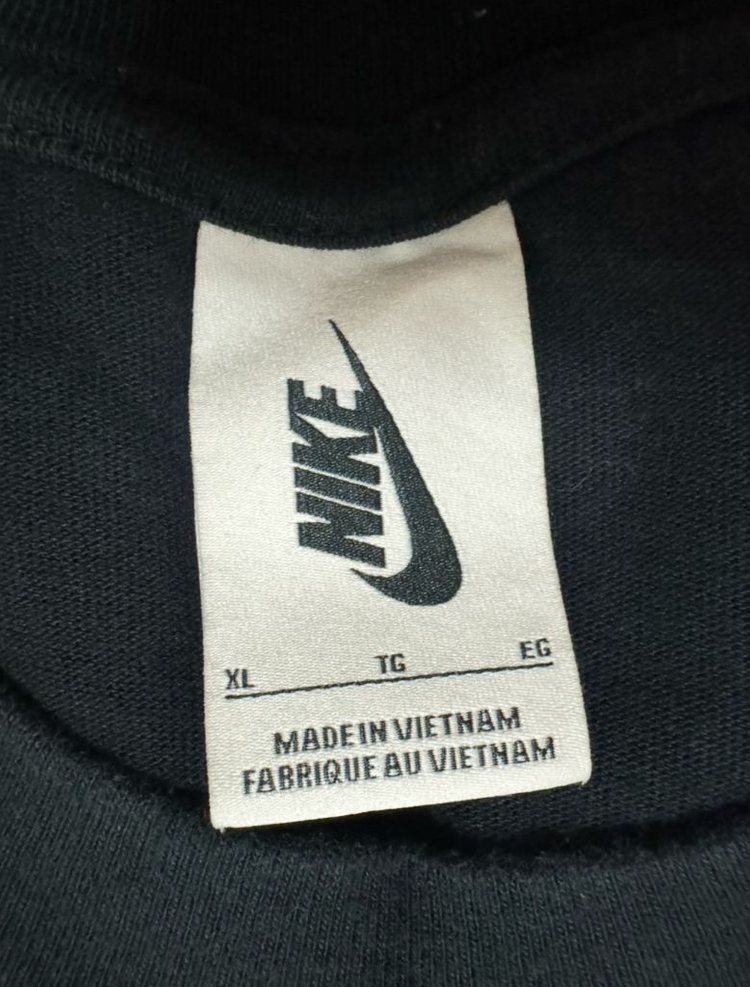 NIKE
XL TG EG
MADE IN VIETNAM
FABRIQUE AU VIETNAM